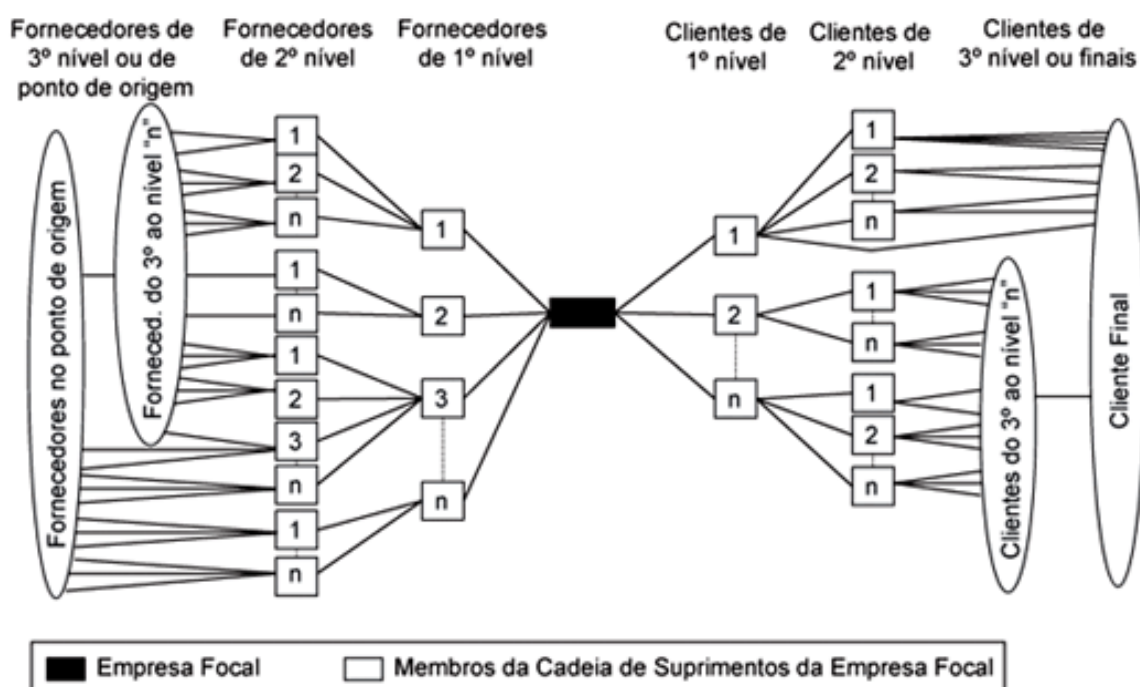 Fornecedores de
3º nível ou de
ponto de origem
Fornecedores
de 2º nível
Fornecedores
de 1º nível
Clientes de
1º nível
Clientes de
2º nível
Clientes de
3º nível ou finais
Fornecedores no ponto de origem
Forneced. do 3º ao nível "n"
1
2
n
1
n
1
2
3
n
1
n
1
2
3
n
1
2
n
1
2
n
1
n
1
2
n
Clientes do 3º ao nível "n"
Cliente Final
Empresa Focal
Membros da Cadeia de Suprimentos da Empresa Focal